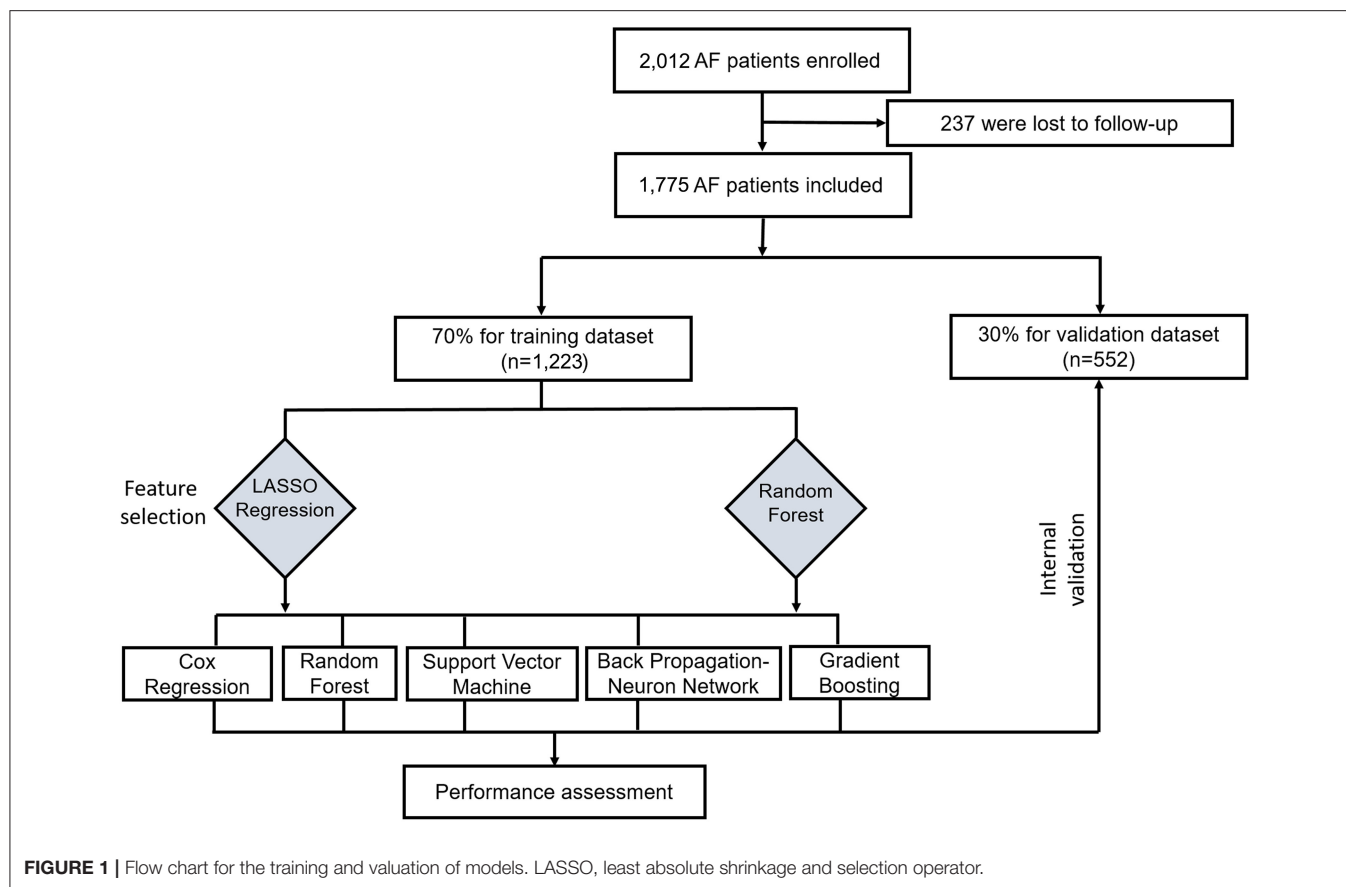 2,012 AF patients enrolled
237 were lost to follow-up
1,775 AF patients included
70% for training dataset
(n=1,223)
30% for validation dataset
(n=552)
Feature
selection
LASSO
Regression
Random
Forest
Internal
validation
Cox
Regression
Random
Forest
Support Vector
Machine
Back Propagation-
Neuron Network
Gradient
Boosting
Performance assessment
FIGURE 1 | Flow chart for the training and valuation of models. LASSO, least absolute shrinkage and selection operator.